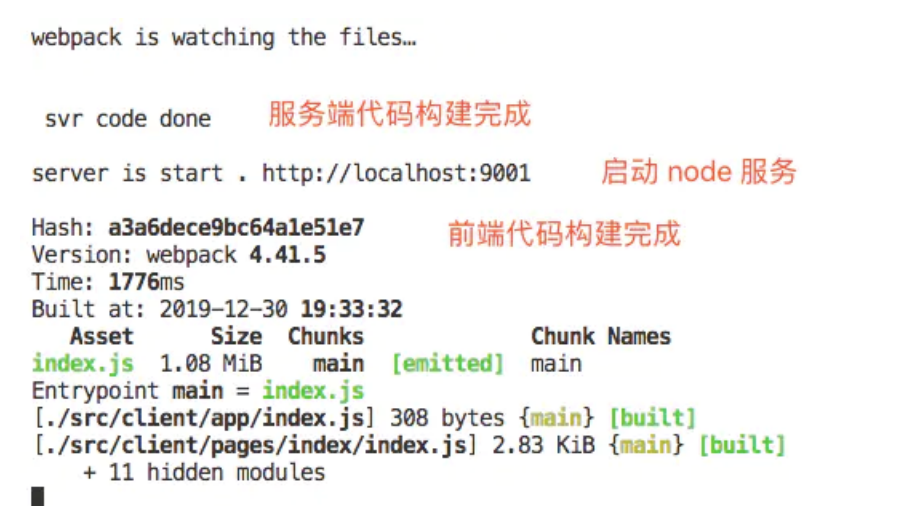 webpack is watching the files…
svr code done 服务端代码构建完成
server is start . http://localhost:9001 启动 node 服务
Hash: a3a6dece9bc64a1e51e7 前端代码构建完成
Version: webpack 4.41.5
Time: 1776ms
Built at: 2019-12-30 19:33:32
Asset Size Chunks Chunk Names
index.js 1.08 MiB main [emitted] main
Entrypoint main = index.js
[./src/client/app/index.js] 308 bytes {main} [built]
[./src/client/pages/index/index.js] 2.83 KiB {main} [built]
+ 11 hidden modules